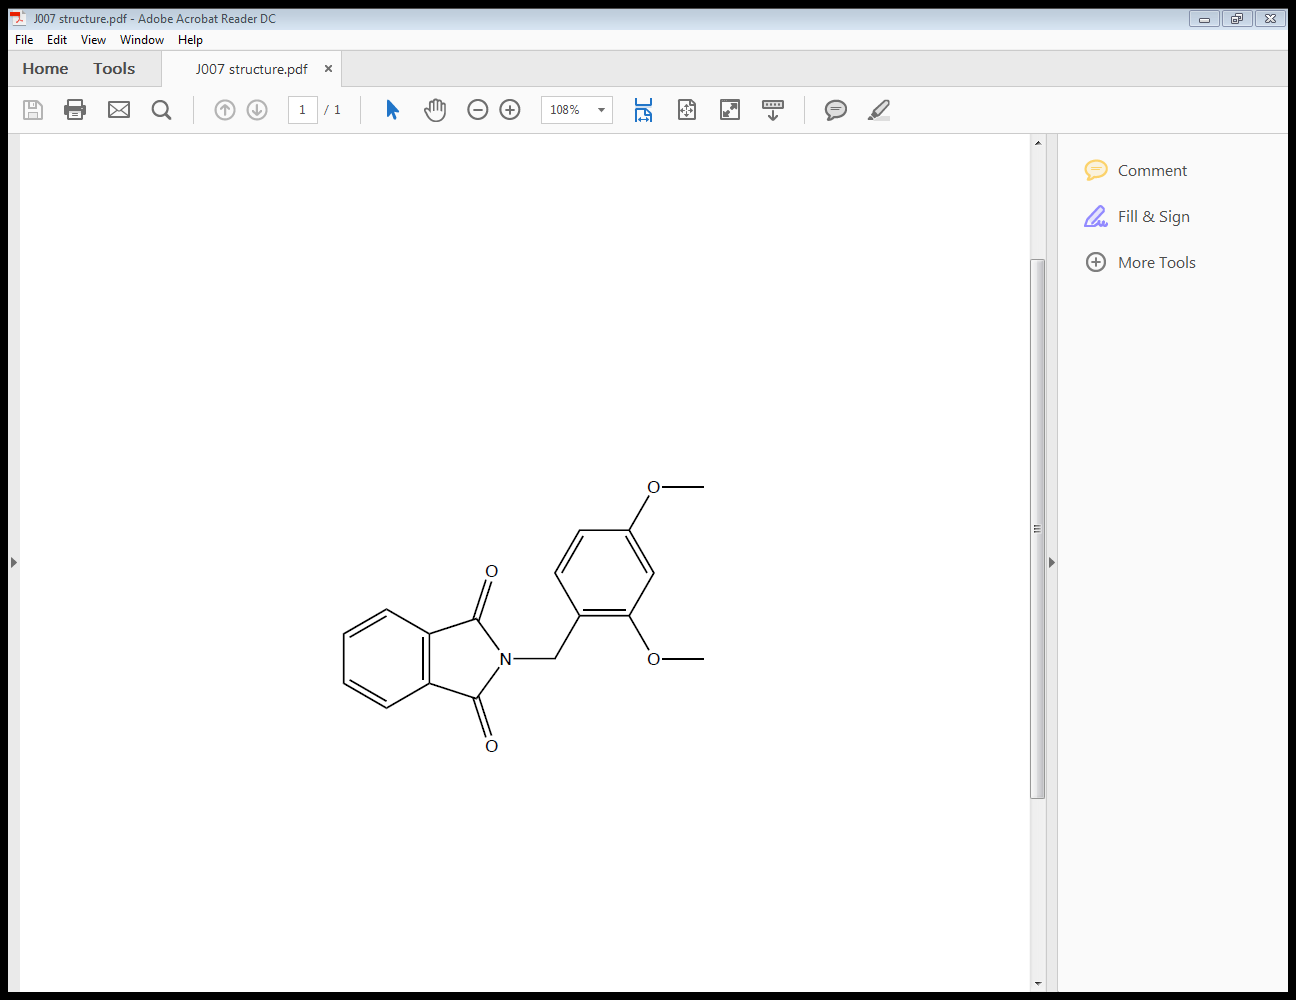 J007 structure.pdf - Adobe Acrobat Reader DC
File Edit View Window Help
Home Tools J007 structure.pdf ×
1 / 1 108%
Comment
Fill & Sign
More Tools
O
O
N
O
O